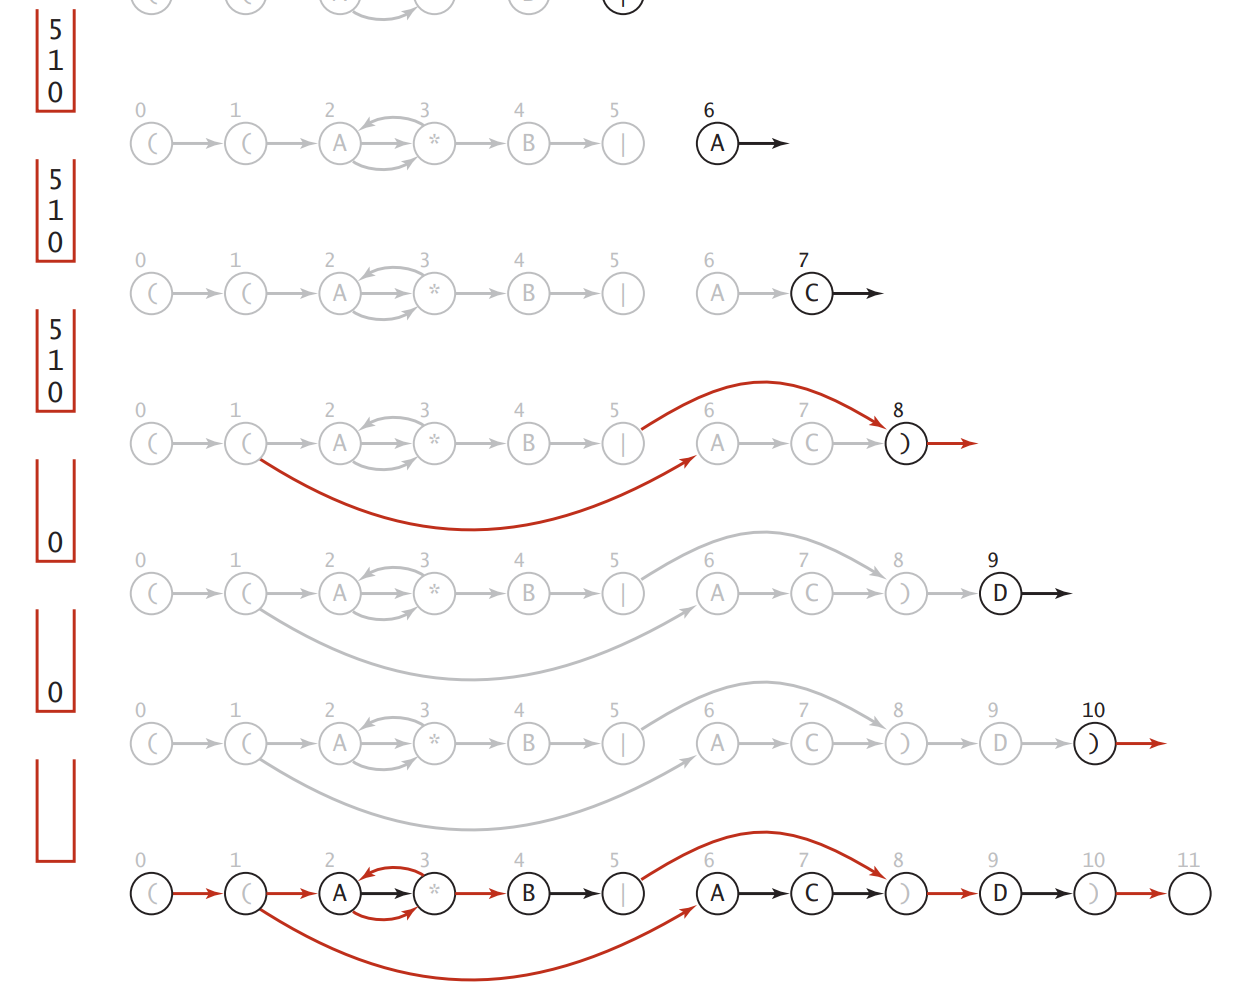 5
1
0
0 1 2 3 4 5 6
( ( A * B | A
5
1
0
0 1 2 3 4 5 6 7
( ( A * B | A C
5
1
0
0 1 2 3 4 5 6 7 8
( ( A * B | A C )
0
0 1 2 3 4 5 6 7 8 9
( ( A * B | A C ) D
0
0 1 2 3 4 5 6 7 8 9 10
( ( A * B | A C ) D )
0 1 2 3 4 5 6 7 8 9 10 11
( ( A * B | A C ) D )